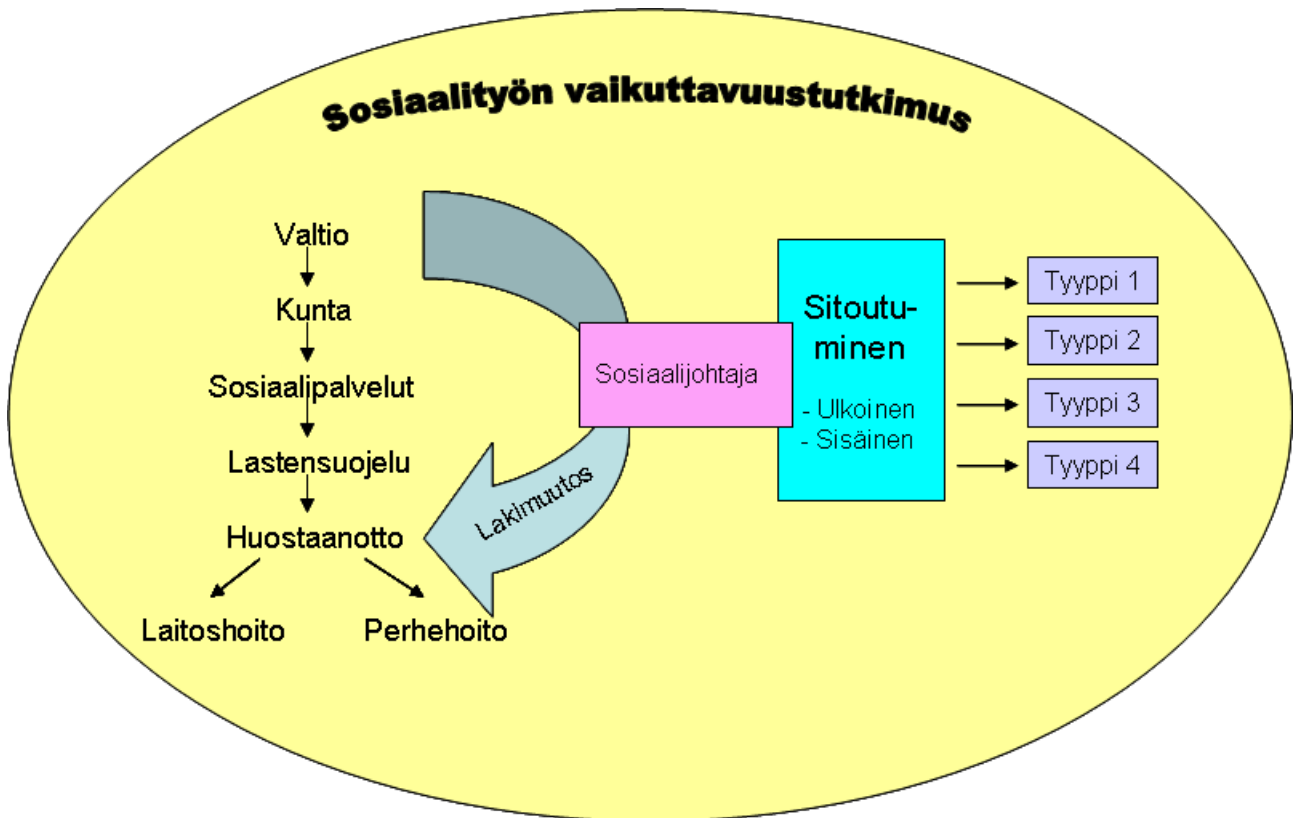 Sosiaalityön vaikuttavuustutkimus
Valtio
Kunta
Sosiaalipalvelut
Lastensuojelu
Huostaanotto
Laitoshoito
Perhehoito
Lakimuutos
Sosiaalijohtaja
Sitoutu-
minen
- Ulkoinen
- Sisäinen
Tyyppi 1
Tyyppi 2
Tyyppi 3
Tyyppi 4